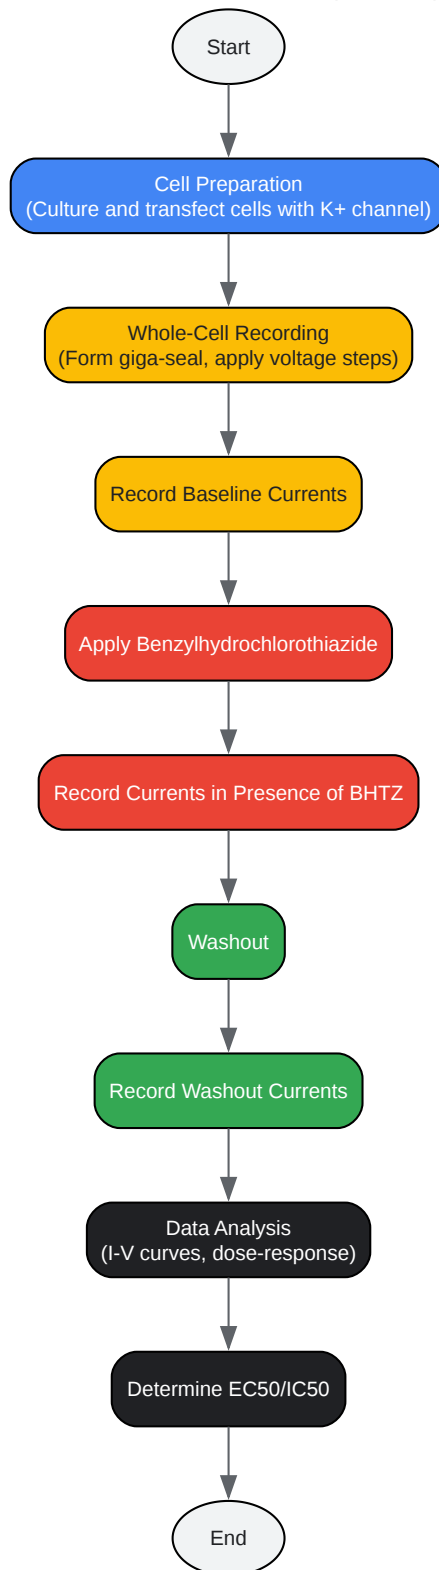 Start
Cell Preparation
(Culture and transfect cells with K+ channel)
Whole-Cell Recording
(Form giga-seal, apply voltage steps)
Record Baseline Currents
Apply Benzylhydrochlorothiazide
Record Currents in Presence of BHTZ
Washout
Record Washout Currents
Data Analysis
(I-V curves, dose-response)
Determine EC50/IC50
End